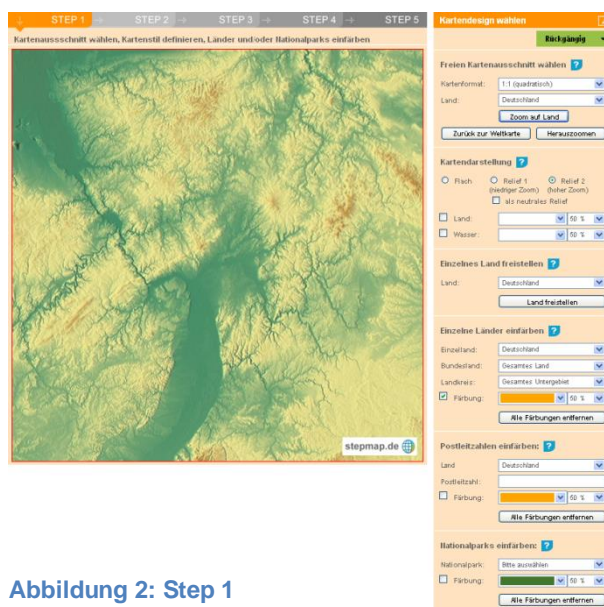 STEP 1 → STEP 2 → STEP 3 → STEP 4 → STEP 5
Kartenausssschnitt wählen, Kartenstil definieren, Länder und/oder Nationalparks einfärben
stepmap.de
Kartendesign wählen
Rückgängig
Freien Kartenausschnitt wählen ?
Kartenformat: 1:1 (quadratisch)
Land: Deutschland
Zoom auf Land
Zurück zur Weltkarte Herauszoomen
Kartendarstellung ?
Flach Relief 1 Relief 2
(niedriger Zoom) (hoher Zoom)
als neutrales Relief
Land: 50 %
Wasser: 50 %
Einzelnes Land freistellen ?
Land: Deutschland
Land freistellen
Einzelne Länder einfärben ?
Einzelland: Deutschland
Bundesland: Gesamtes Land
Landkreis: Gesamtes Untergebiet
Färbung: 50 %
Alle Färbungen entfernen
Postleitzahlen einfärben: ?
Land Deutschland
Postleitzahl:
Färbung: 50 %
Alle Färbungen entfernen
Nationalparks einfärben: ?
Nationalpark: Bitte auswählen
Färbung: 50 %
Alle Färbungen entfernen
Abbildung 2: Step 1